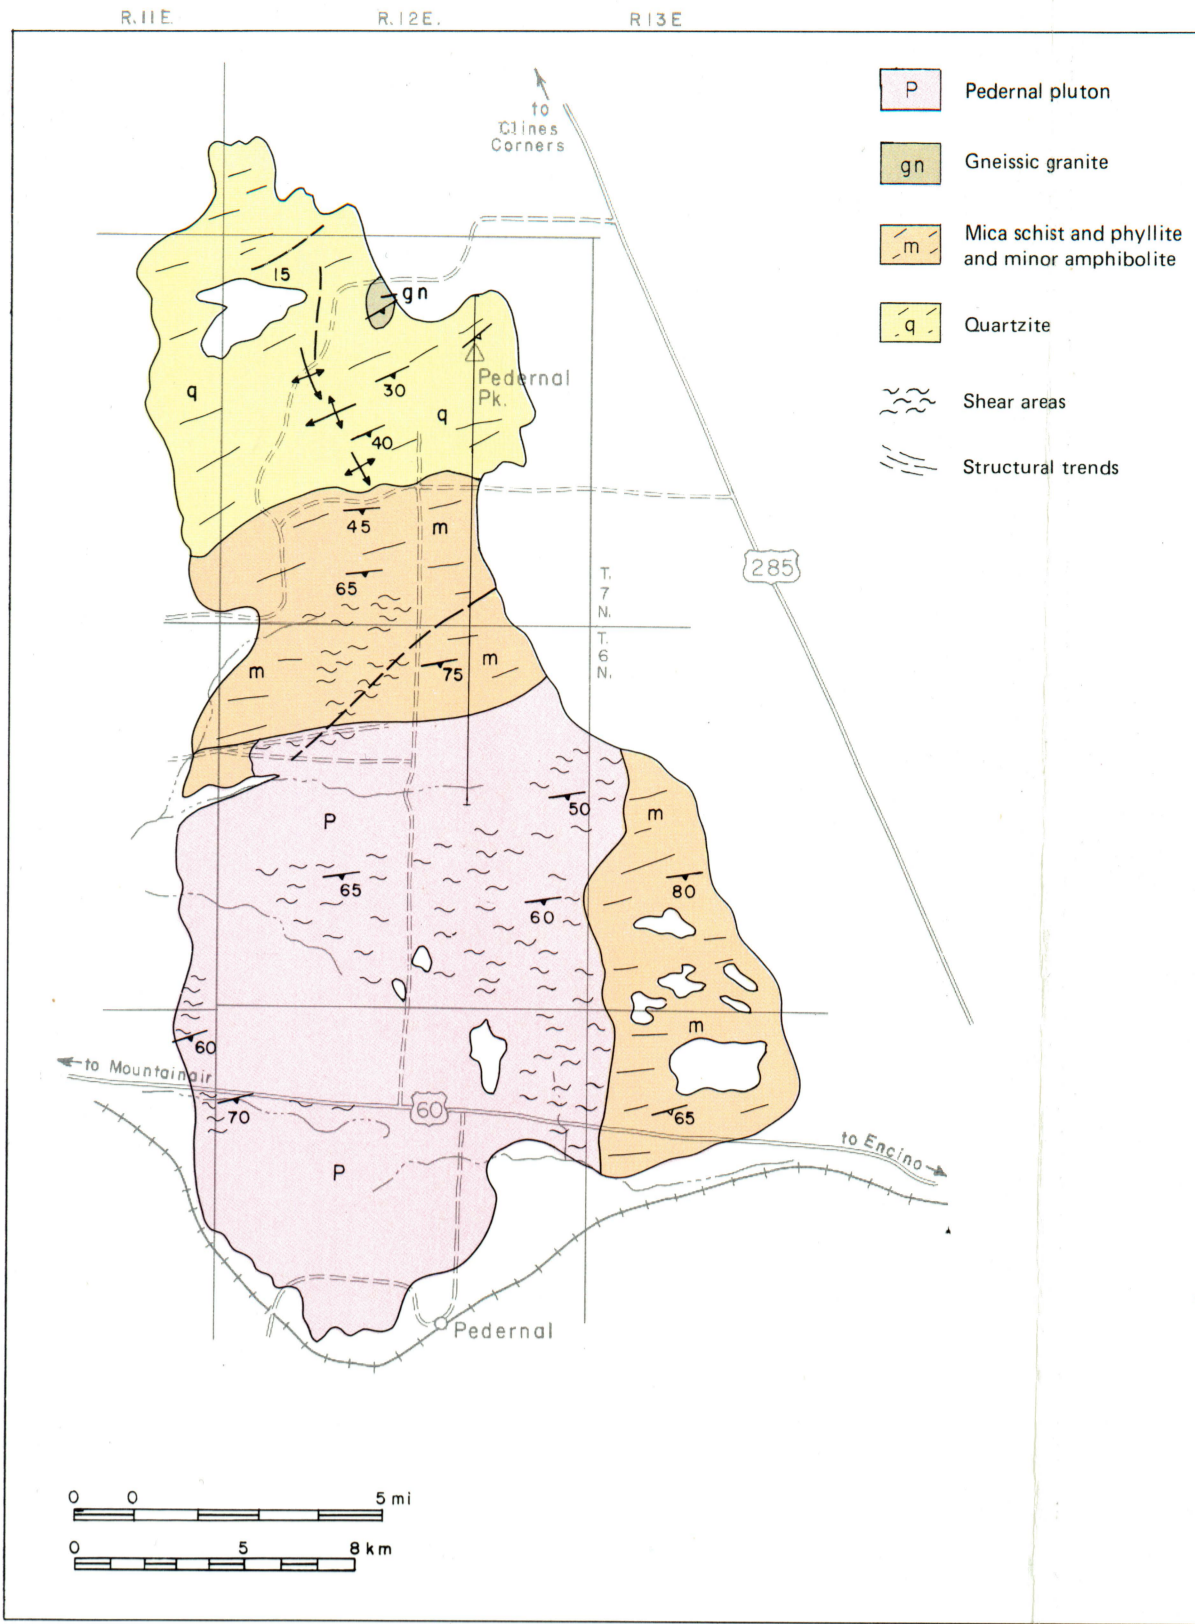 R.11E.
R.12E.
R13E
to
Clines
Corners
P
Pedernal pluton
gn
Gneissic granite
m
Mica schist and phyllite
and minor amphibolite
q
Quartzite
Shear areas
Structural trends
15
gn
Pedernal
Pk.
30
q
q
40
45
m
65
285
T.
7
N.
T.
6
N.
m
m
75
50
P
m
65
80
60
m
60
to Mountainair
70
60
65
to Encino
P
Pedernal
0 0 5 mi
0 5 8 km